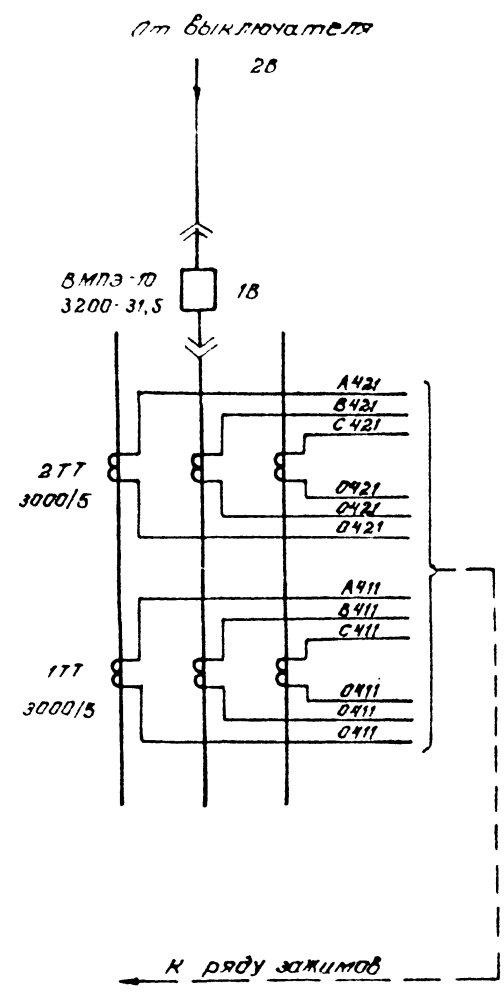 От выключателя
2В
ВМПЭ-10
3200-31,5
1В
А421
В421
С421
2ТТ
3000/5
0421
0421
0421
А411
В411
С411
1ТТ
3000/5
0411
0411
0411
К ряду зажимов